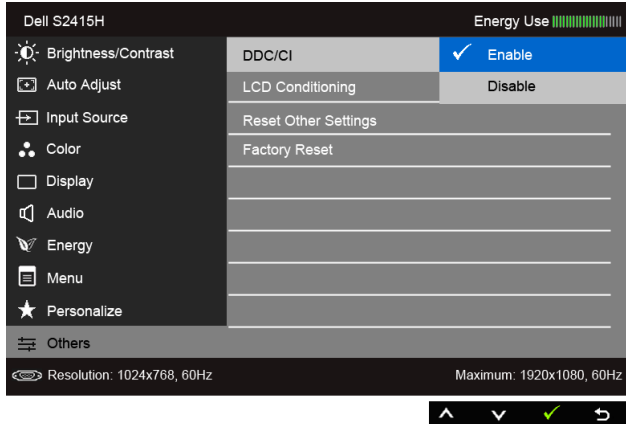 Dell S2415H
Energy Use
Brightness/Contrast
Auto Adjust
Input Source
Color
Display
Audio
Energy
Menu
Personalize
Others
DDC/CI
LCD Conditioning
Reset Other Settings
Factory Reset
Enable
Disable
Resolution: 1024x768, 60Hz
Maximum: 1920x1080, 60Hz